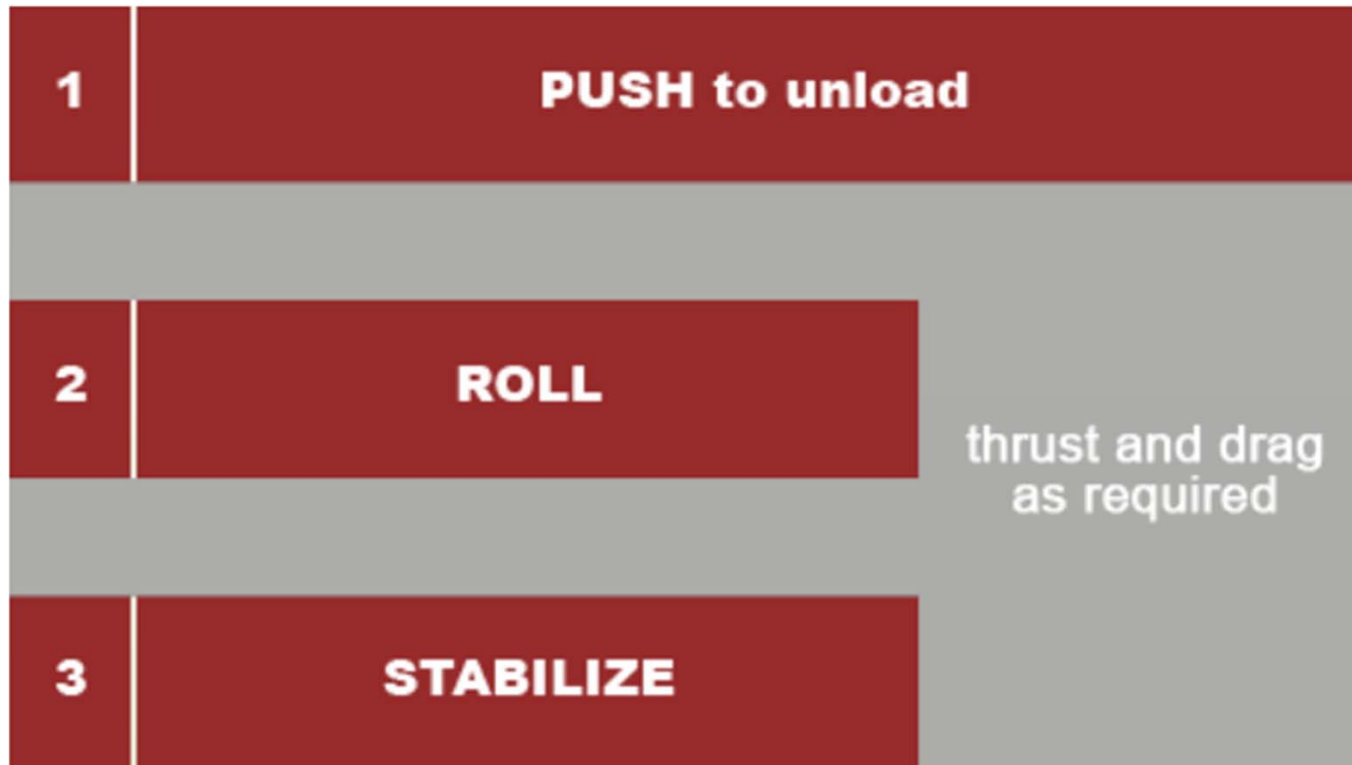 1 PUSH to unload
2 ROLL
thrust and drag
as required
3 STABILIZE